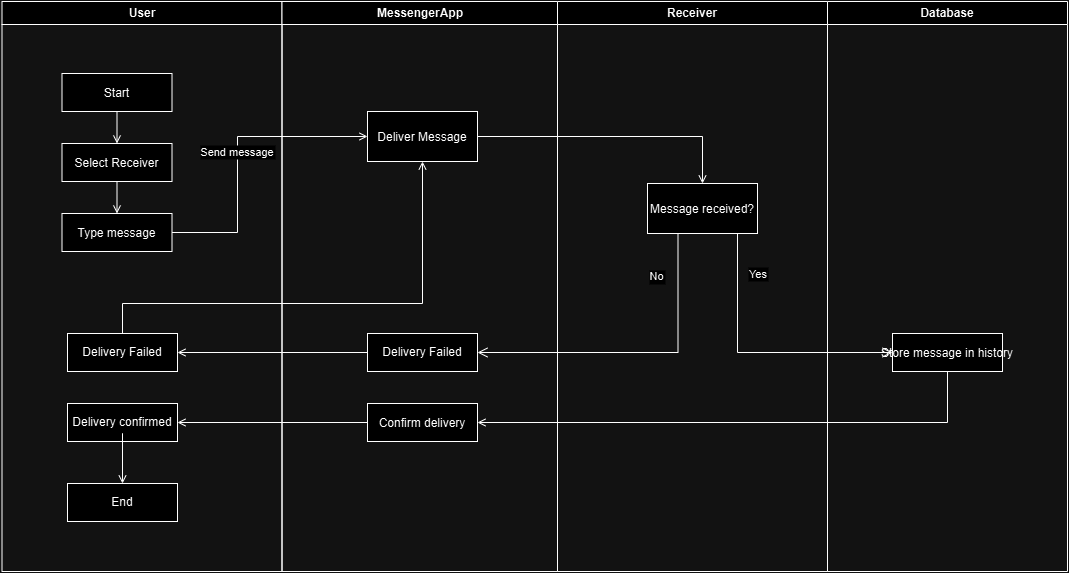 User
MessengerApp
Receiver
Database
Start
Select Receiver
Type message
Send message
Deliver Message
Message received?
No
Yes
Delivery Failed
Delivery Failed
Store message in history
Delivery confirmed
Confirm delivery
End